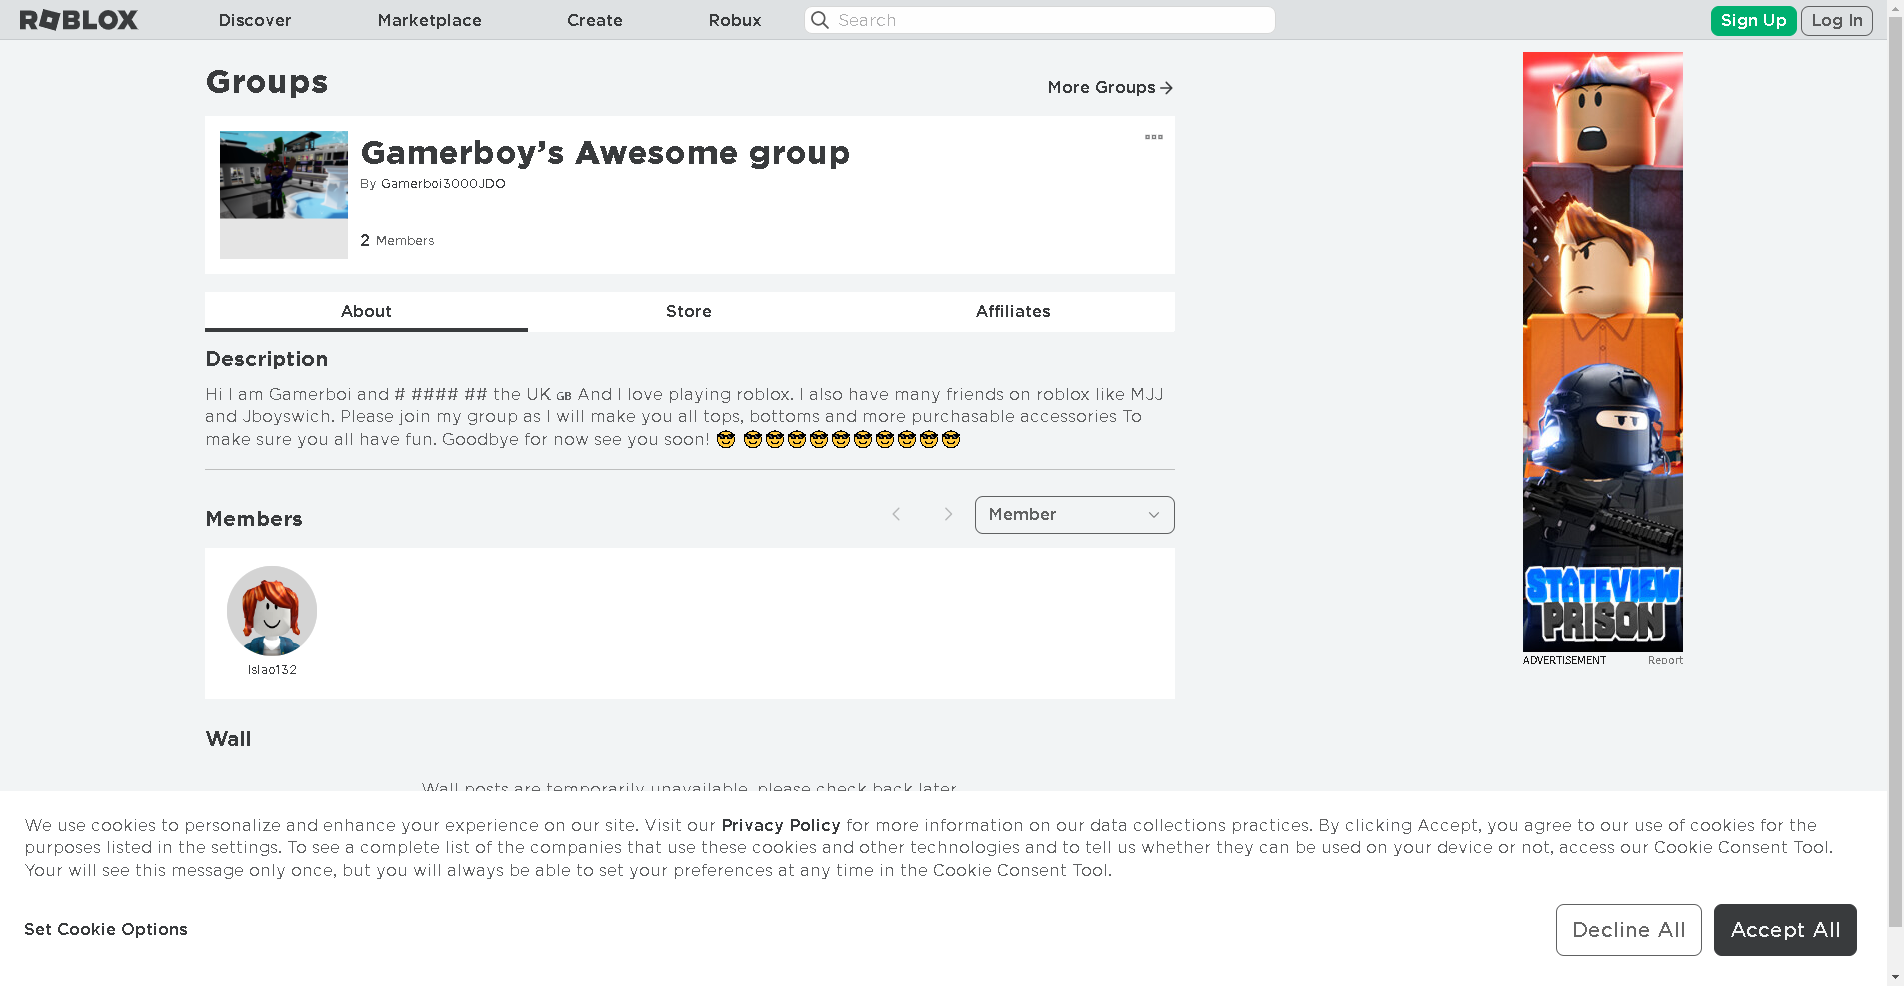 ROBLOX Discover Marketplace Create Robux Search Sign Up Log In
Groups
More Groups
Gamerboy's Awesome group
By Gamerboi3000JDO
2 Members
About Store Affiliates
Description
Hi I am Gamerboi and # #### ## the UK GB And I love playing roblox. I also have many friends on roblox like MJJ
and Jboyswich. Please join my group as I will make you all tops, bottoms and more purchasable accessories To
make sure you all have fun. Goodbye for now see you soon! 😎 😎😎😎😎😎😎😎😎😎😎
Members
Member
Islao132
Wall
Wall posts are temporarily unavailable, please check back later.
STATEVIEW
PRISON
ADVERTISEMENT Report
We use cookies to personalize and enhance your experience on our site. Visit our Privacy Policy for more information on our data collections practices. By clicking Accept, you agree to our use of cookies for the
purposes listed in the settings. To see a complete list of the companies that use these cookies and other technologies and to tell us whether they can be used on your device or not, access our Cookie Consent Tool.
Your will see this message only once, but you will always be able to set your preferences at any time in the Cookie Consent Tool.
Set Cookie Options
Decline All
Accept All